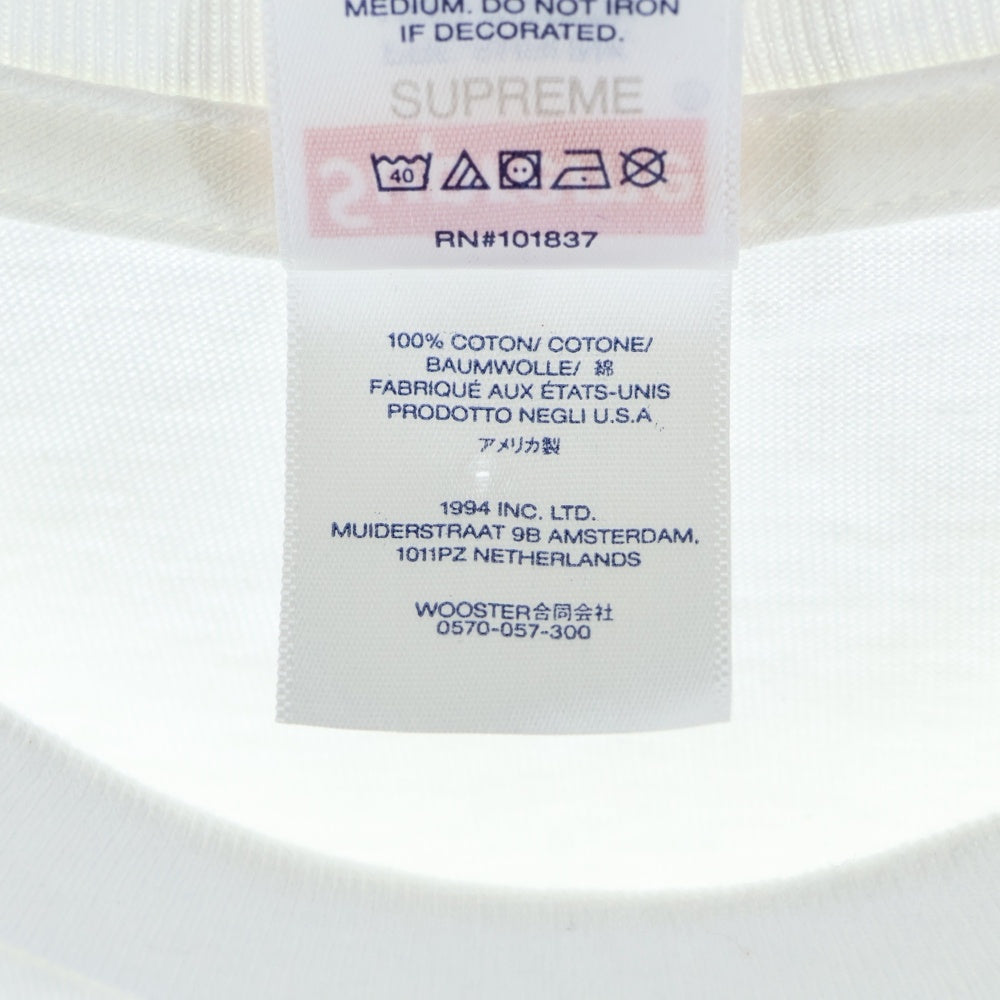 MEDIUM. DO NOT IRON
IF DECORATED.
SUPREME
40
RN#101837
100% COTON/ COTONE/
BAUMWOLLE/ 綿
FABRIQUÉ AUX ÉTATS-UNIS
PRODOTTO NEGLI U.S.A
アメリカ製
1994 INC. LTD.
MUIDERSTRAAT 9B AMSTERDAM,
1011PZ NETHERLANDS
WOOSTER合同会社
0570-057-300